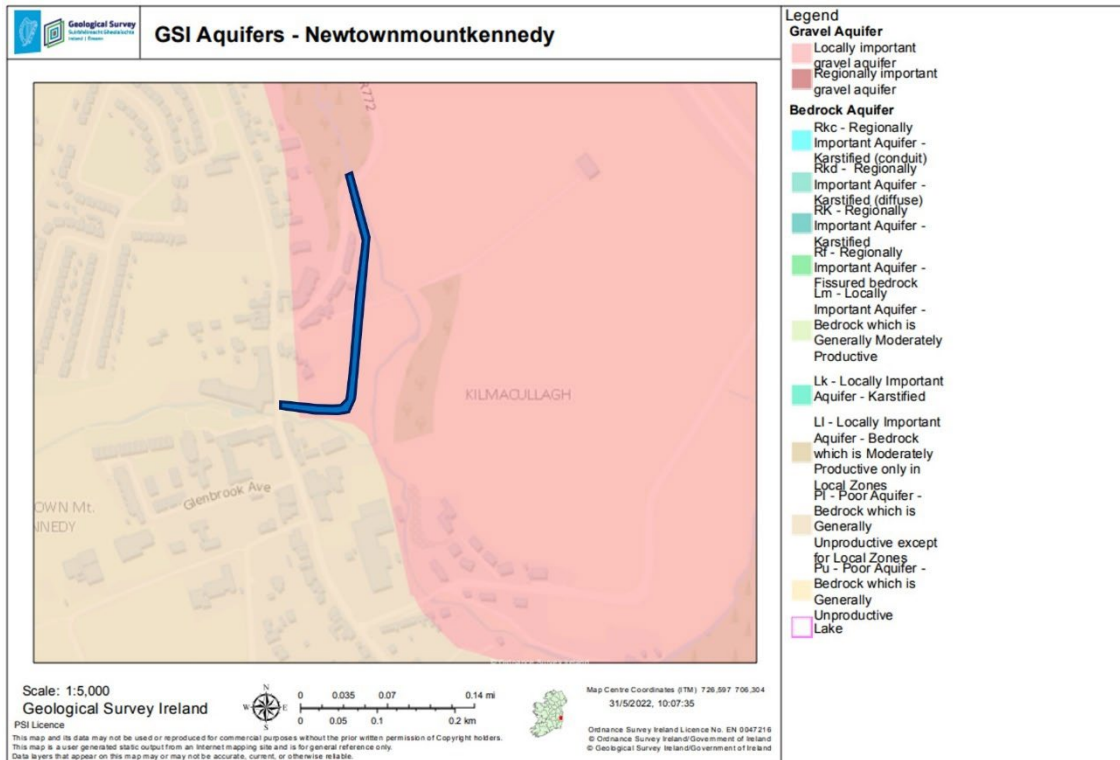 Geological Survey
Suirbhéireacht Gheolaíochta
Ireland | Éireann
GSI Aquifers - Newtownmountkennedy
R772
KILMACULLAGH
Glenbrook Ave
OWN Mt.
NNEDY
Legend
Gravel Aquifer
Locally important
gravel aquifer
Regionally important
gravel aquifer
Bedrock Aquifer
Rkc - Regionally
Important Aquifer -
Karstified (conduit)
Rkd - Regionally
Important Aquifer -
Karstified (diffuse)
RK - Regionally
Important Aquifer -
Karstified
Rf - Regionally
Important Aquifer -
Fissured bedrock
Lm - Locally
Important Aquifer -
Bedrock which is
Generally Moderately
Productive
Lk - Locally Important
Aquifer - Karstified
Ll - Locally Important
Aquifer - Bedrock
which is Moderately
Productive only in
Local Zones
Pl - Poor Aquifer -
Bedrock which is
Generally
Unproductive except
for Local Zones
Pu - Poor Aquifer -
Bedrock which is
Generally
Unproductive
Lake
Scale: 1:5,000
Geological Survey Ireland
PSI Licence
This map and its data may not be used or reproduced for commercial purposes without the prior written permission of Copyright holders.
This map is a user generated static output from an Internet mapping site and is for general reference only.
Data layers that appear on this map may or may not be accurate, current, or otherwise reliable.
N
W E
S
0 0.035 0.07 0.14 mi
0 0.05 0.1 0.2 km
Map Centre Coordinates (ITM) 726,597 706,304
31/5/2022, 10:07:35
Ordnance Survey Ireland Licence No. EN 0047216
© Ordnance Survey Ireland/Government of Ireland
© Geological Survey Ireland/Government of Ireland